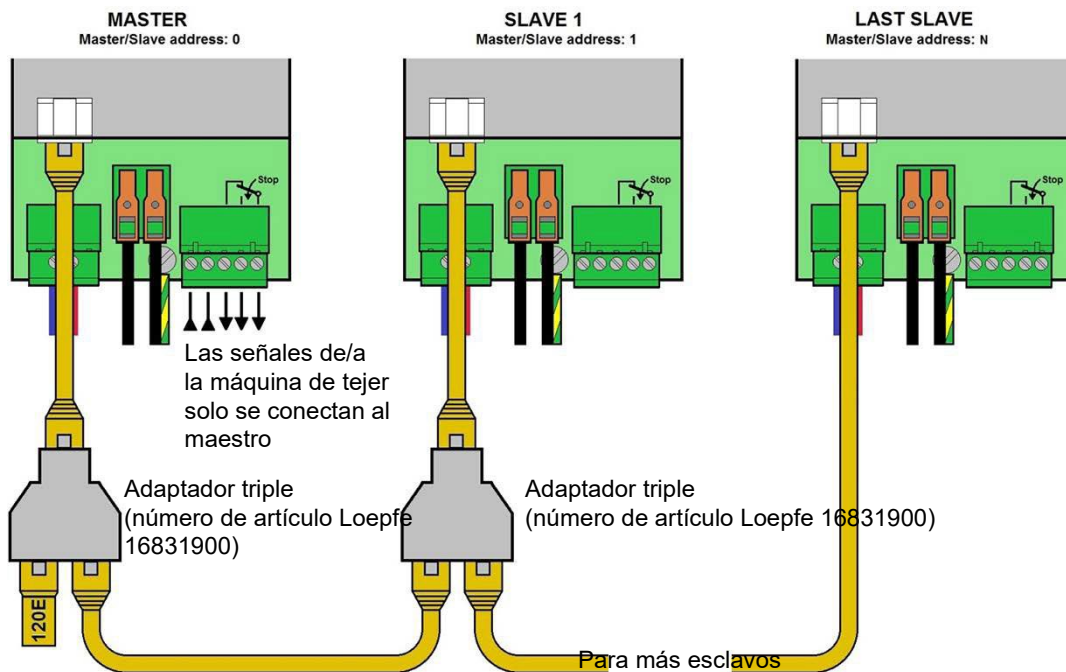 MASTER
Master/Slave address: 0
SLAVE 1
Master/Slave address: 1
LAST SLAVE
Master/Slave address: N
Stop
Stop
Stop
Las señales de/a
la máquina de tejer
solo se conectan al
maestro
Adaptador triple
(número de artículo Loepfe
16831900)
Adaptador triple
(número de artículo Loepfe 16831900)
120E
Para más esclavos